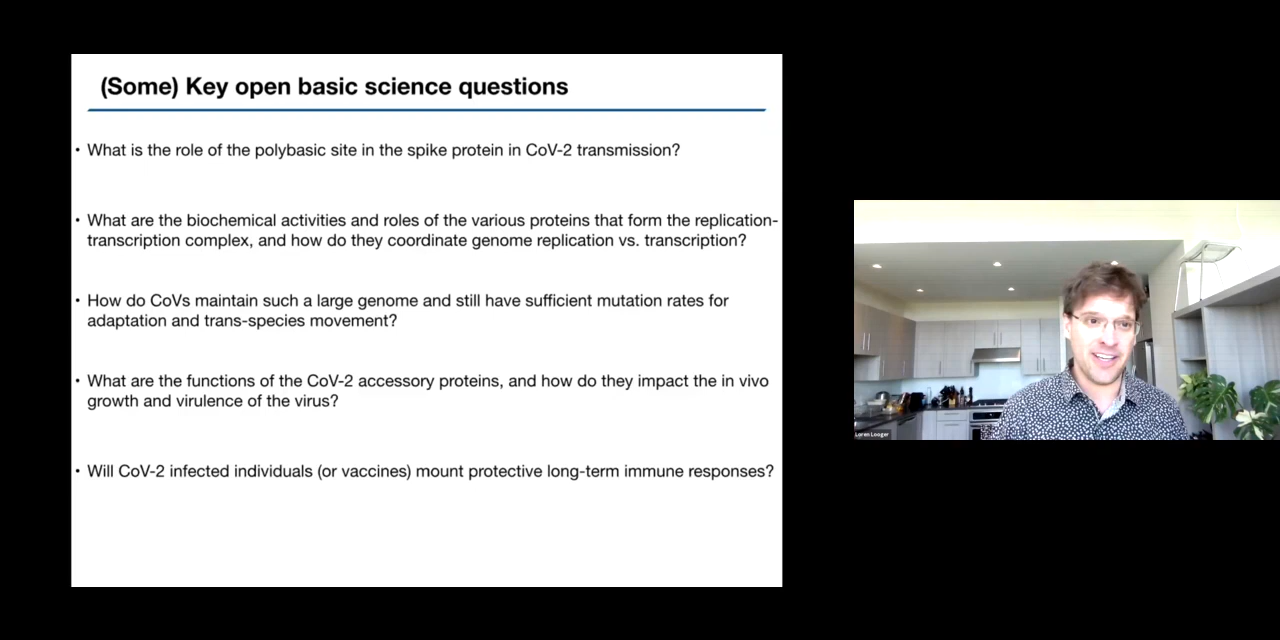 (Some) Key open basic science questions
• What is the role of the polybasic site in the spike protein in CoV-2 transmission?
• What are the biochemical activities and roles of the various proteins that form the replication-
transcription complex, and how do they coordinate genome replication vs. transcription?
• How do CoVs maintain such a large genome and still have sufficient mutation rates for
adaptation and trans-species movement?
• What are the functions of the CoV-2 accessory proteins, and how do they impact the in vivo
growth and virulence of the virus?
• Will CoV-2 infected individuals (or vaccines) mount protective long-term immune responses?
Loren Looger